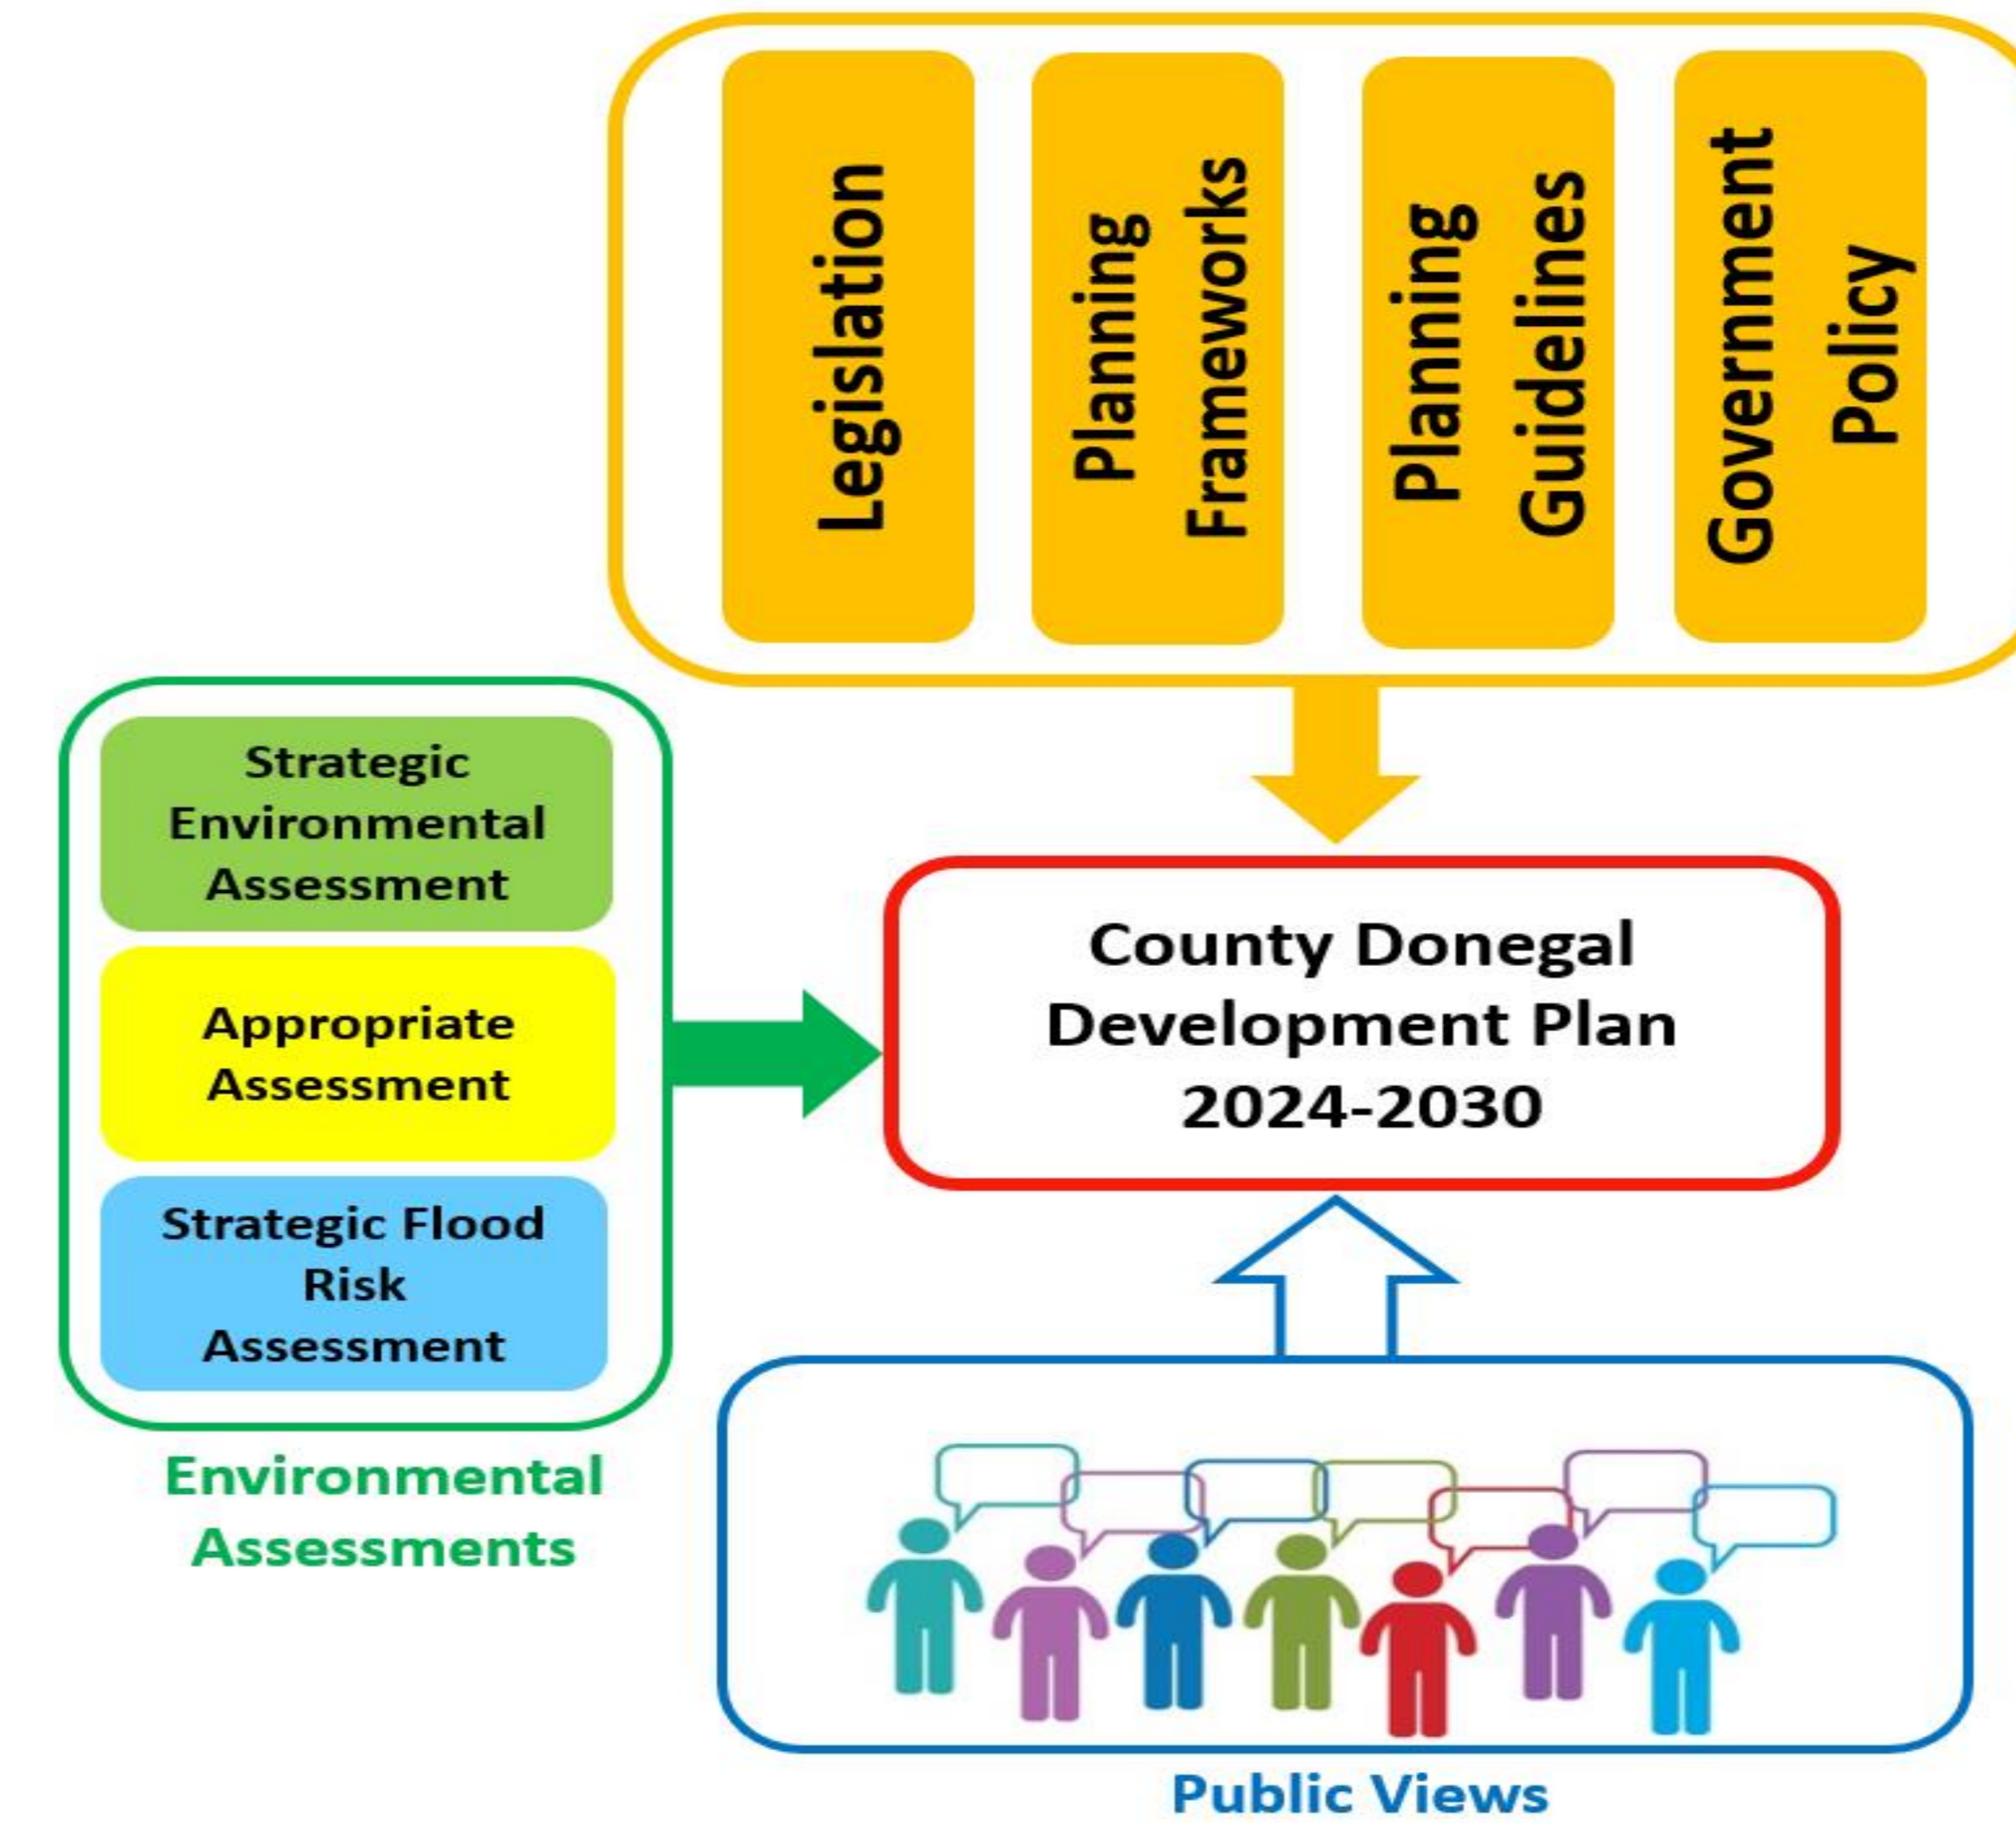 Legislation
Planning
Frameworks
Planning
Guidelines
Government
Policy
Strategic
Environmental
Assessment
Appropriate
Assessment
Strategic Flood
Risk
Assessment
Environmental
Assessments
County Donegal
Development Plan
2024-2030
Public Views